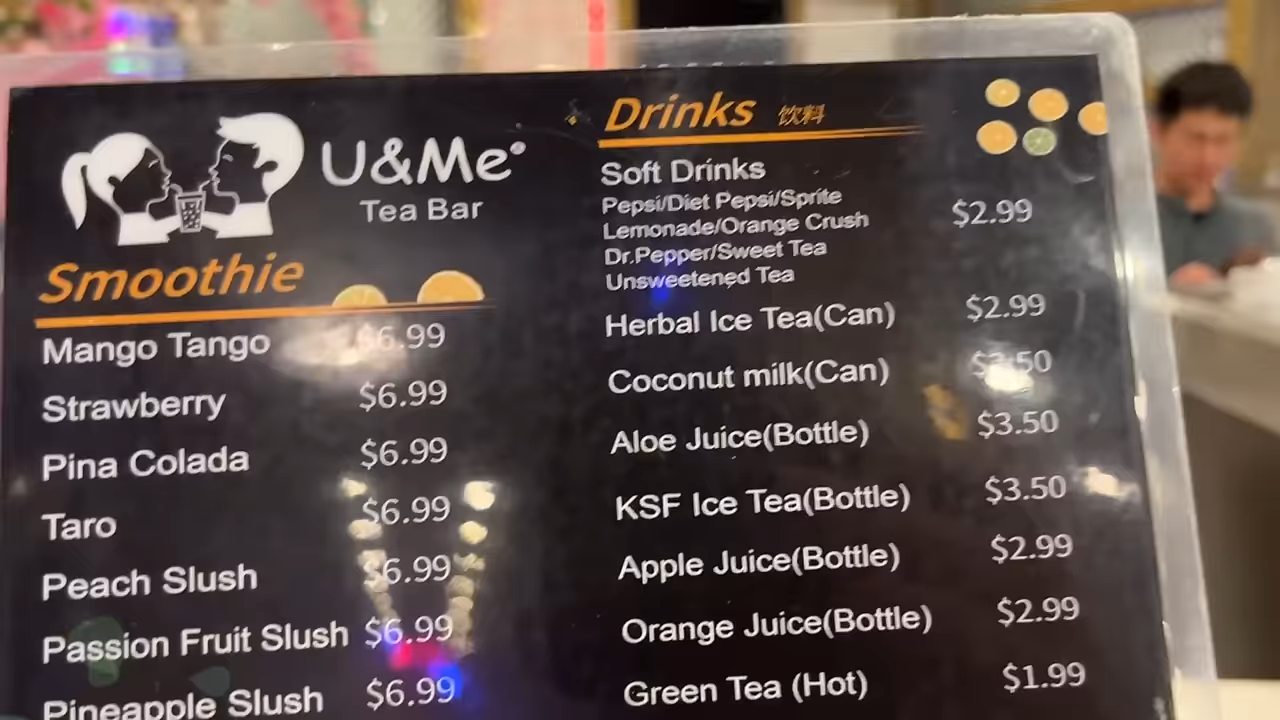 U&Me
Tea Bar
Smoothie
Mango Tango $6.99
Strawberry $6.99
Pina Colada $6.99
Taro $6.99
Peach Slush $6.99
Passion Fruit Slush $6.99
Pineapple Slush $6.99
Drinks 饮料
Soft Drinks
Pepsi/Diet Pepsi/Sprite
$2.99
Lemonade/Orange Crush
Dr.Pepper/Sweet Tea
Unsweetened Tea
Herbal Ice Tea(Can) $2.99
Coconut milk(Can) $3.50
Aloe Juice(Bottle) $3.50
KSF Ice Tea(Bottle) $3.50
Apple Juice(Bottle) $2.99
Orange Juice(Bottle) $2.99
Green Tea (Hot) $1.99